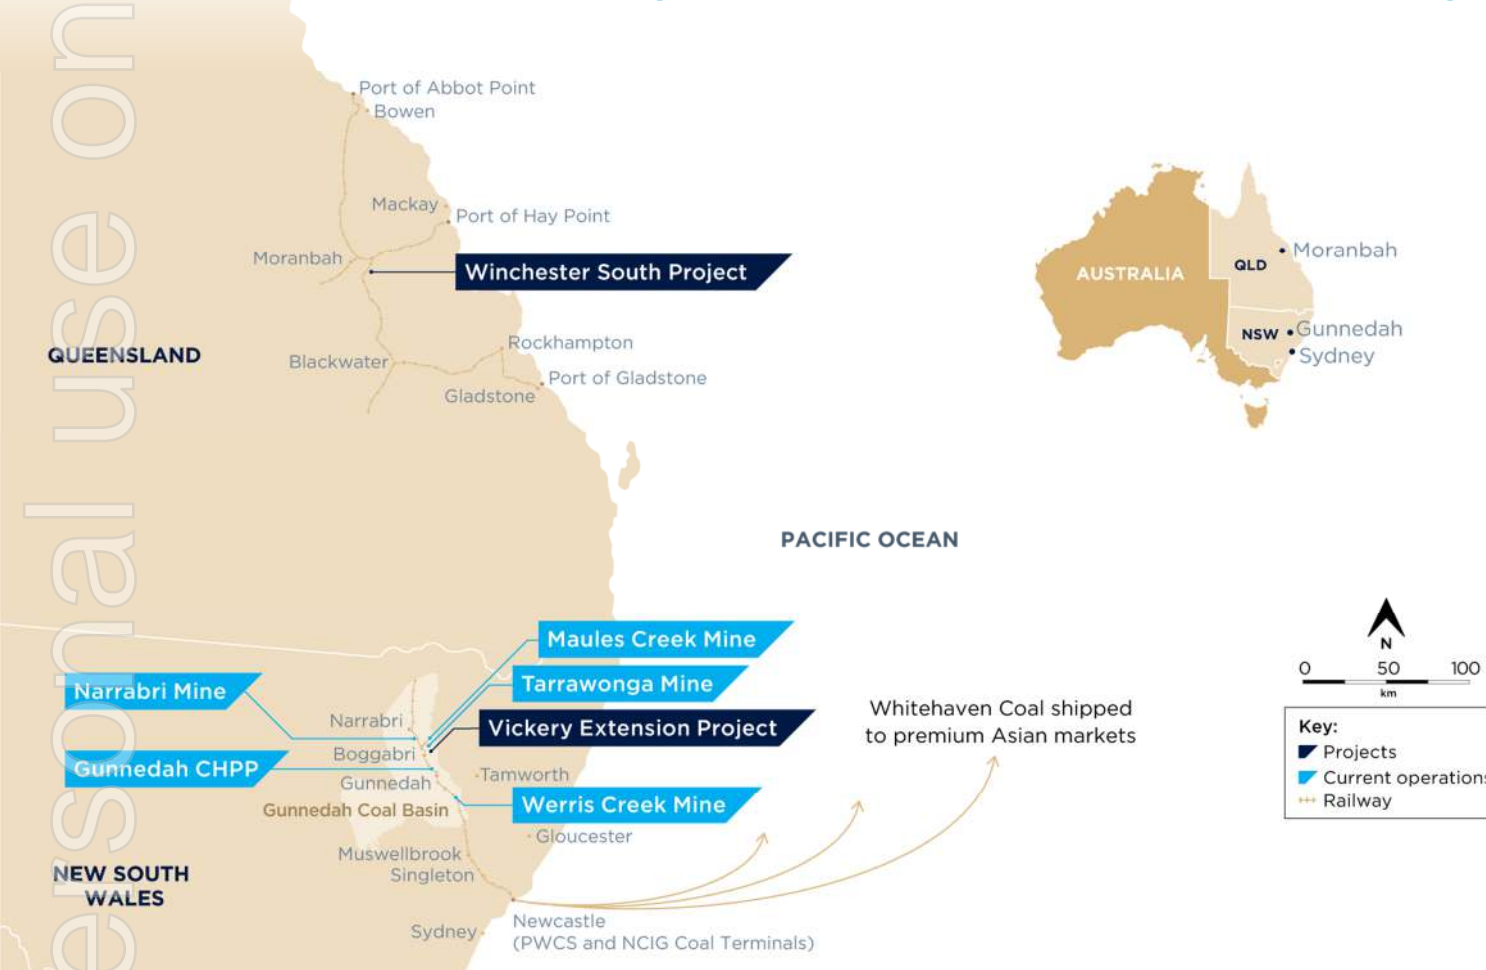 Port of Abbot Point
Bowen
Mackay
Port of Hay Point
Moranbah
Winchester South Project
QUEENSLAND
Rockhampton
Blackwater
Port of Gladstone
Gladstone
AUSTRALIA
QLD
Moranbah
NSW
Gunnedah
Sydney
PACIFIC OCEAN
Maules Creek Mine
Narrabri Mine
Tarrawonga Mine
Narrabri
Vickery Extension Project
Boggabri
Gunnedah CHPP
Tamworth
Gunnedah
Gunnedah Coal Basin
Werris Creek Mine
Gloucester
Muswellbrook
Singleton
NEW SOUTH
WALES
Newcastle
(PWCS and NCIG Coal Terminals)
Sydney
Whitehaven Coal shipped
to premium Asian markets
N
0 50 100
km
Key:
Projects
Current operations
Railway
ersonal use on